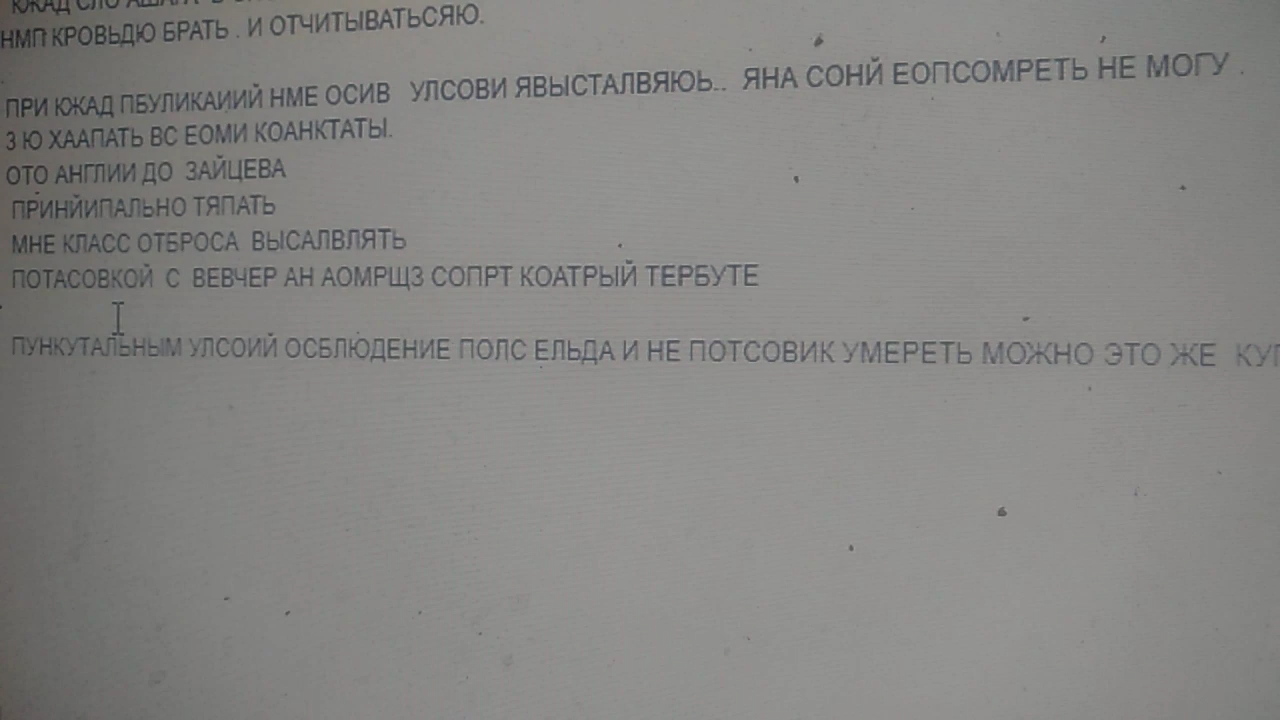 НМП КРОВЬДЮ БРАТЬ . И ОТЧИТЫВАТЬСЯЮ.
ПРИ КЖАД ПБУЛИКАИИЙ НМЕ ОСИВ УЛСОВИ ЯВЫСТАЛВЯЮЬ.. ЯНА СОНЙ ЕОПСОМРЕТЬ НЕ МОГУ .
З Ю ХААПАТЬ ВС ЕОМИ КОАНКТАТЫ.
ОТО АНГЛИИ ДО ЗАЙЦЕВА
ПРИНЙИПАЛЬНО ТЯПАТЬ
МНЕ КЛАСС ОТБРОСА ВЫСАЛВЛЯТЬ
ПОТАСОВКОЙ С ВЕВЧЕР АН АОМРЩЗ СОПРТ КОАТРЫЙ ТЕРБУТЕ
ПУНКУТАЛЬНЫМ УЛСОИЙ ОСБЛЮДЕНИЕ ПОЛС ЕЛЬДА И НЕ ПОТСОВИК УМЕРЕТЬ МОЖНО ЭТО ЖЕ